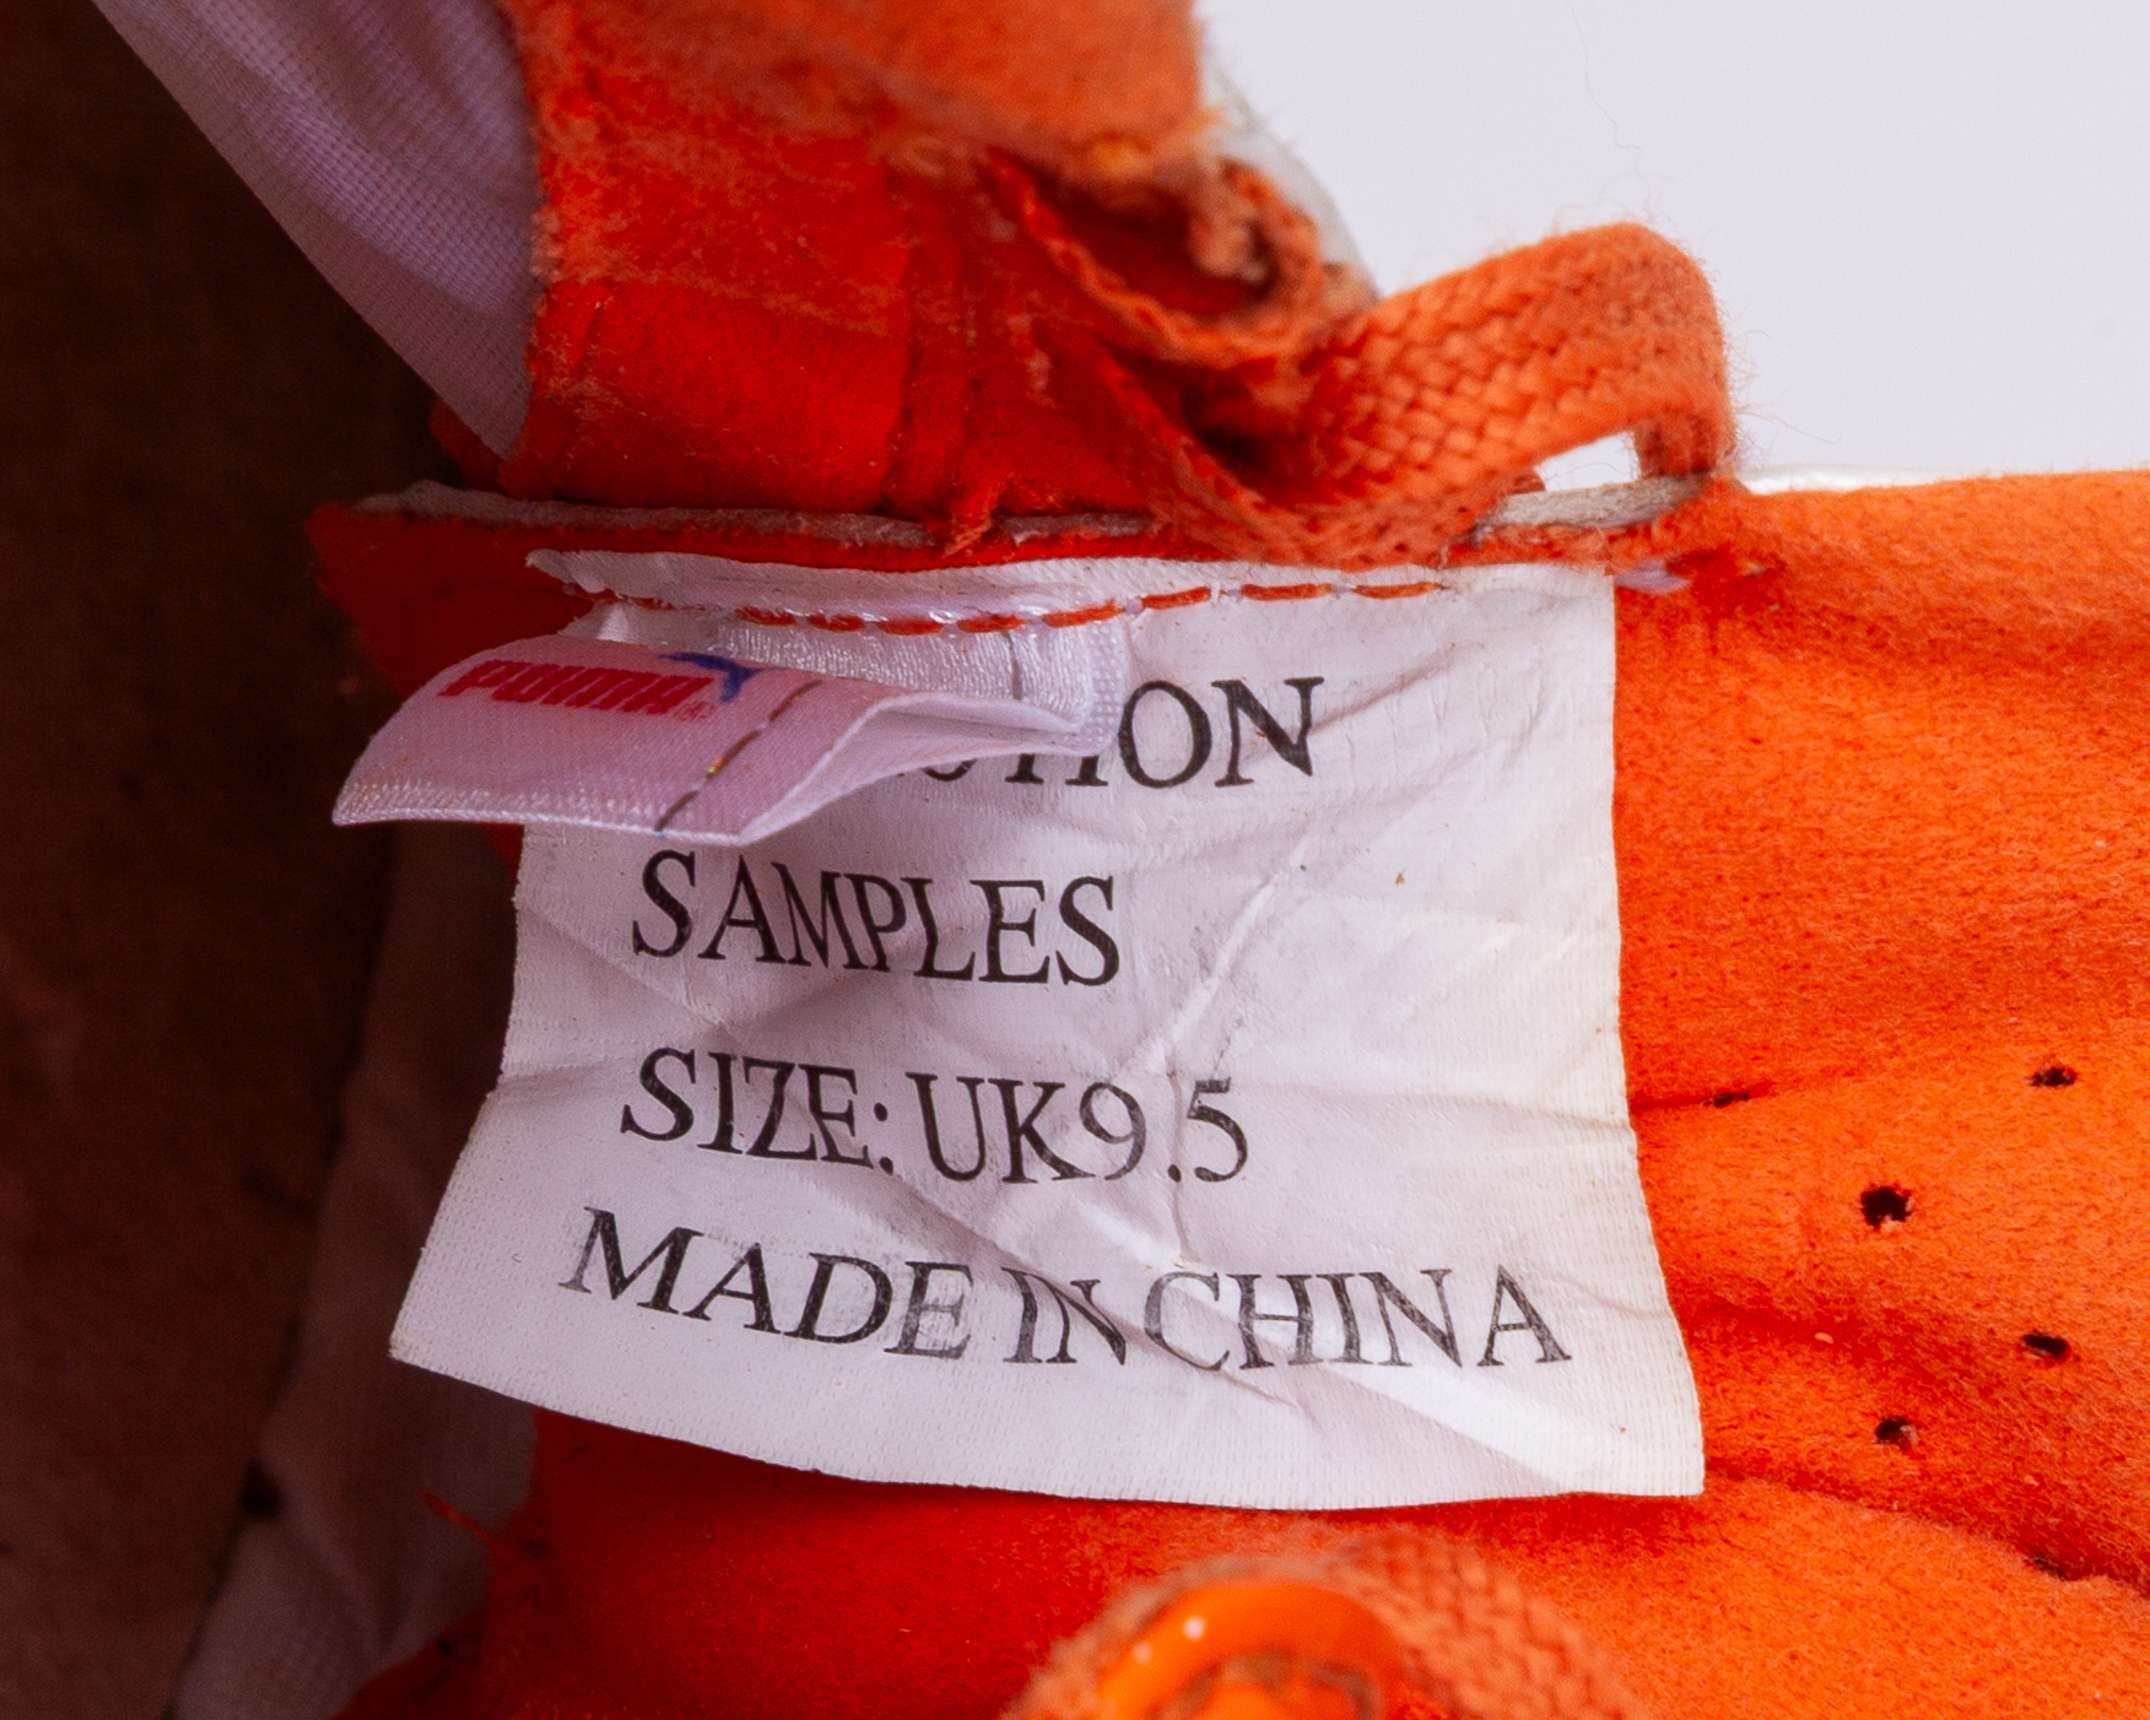 PUMA
SAMPLES
SIZE: UK9.5
MADE IN CHINA